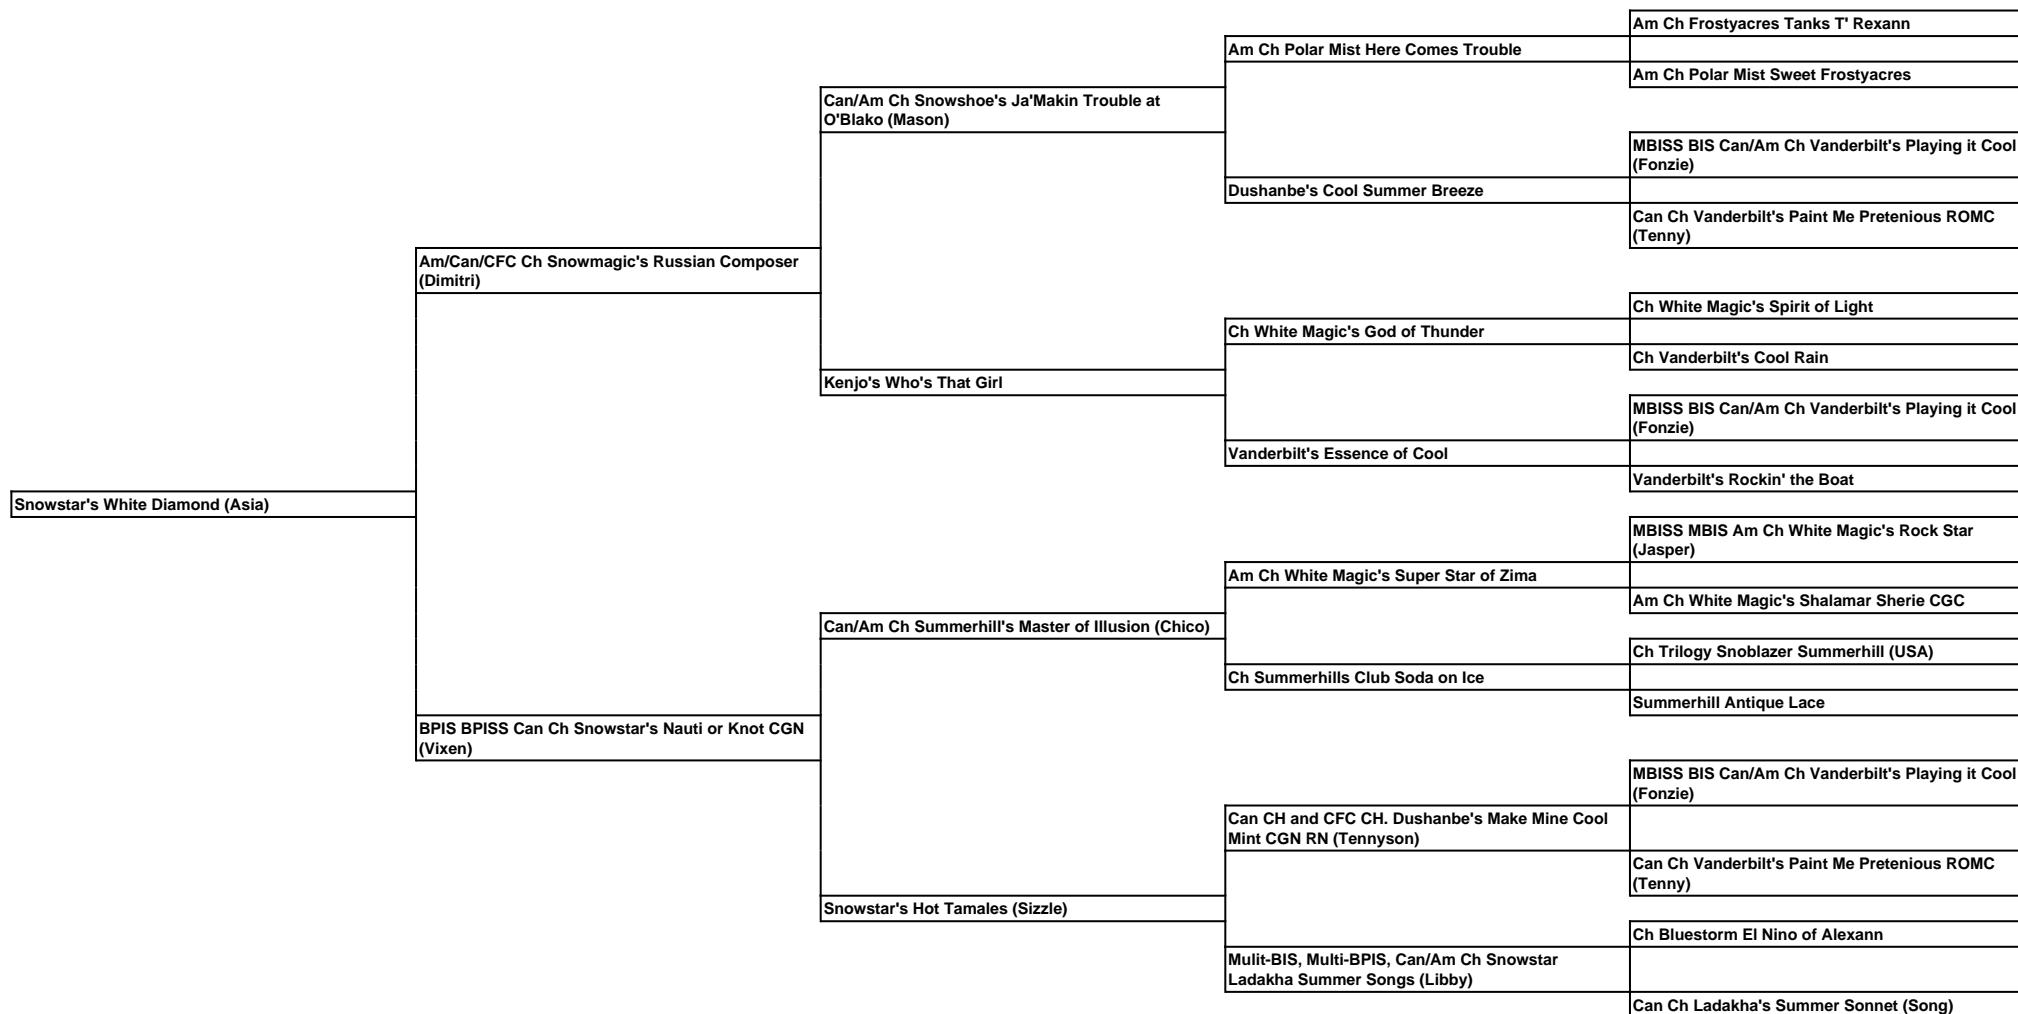 Am Ch Frostyacres Tanks T' Rexann
Am Ch Polar Mist Here Comes Trouble
Am Ch Polar Mist Sweet Frostyacres
Can/Am Ch Snowshoe's Ja'Makin Trouble at
O'Blako (Mason)
MBISS BIS Can/Am Ch Vanderbilt's Playing it Cool
(Fonzie)
Dushanbe's Cool Summer Breeze
Can Ch Vanderbilt's Paint Me Pretenious ROMC
(Tenny)
Am/Can/CFC Ch Snowmagic's Russian Composer
(Dimitri)
Ch White Magic's Spirit of Light
Ch White Magic's God of Thunder
Ch Vanderbilt's Cool Rain
Kenjo's Who's That Girl
MBISS BIS Can/Am Ch Vanderbilt's Playing it Cool
(Fonzie)
Vanderbilt's Essence of Cool
Vanderbilt's Rockin' the Boat
Snowstar's White Diamond (Asia)
MBISS MBIS Am Ch White Magic's Rock Star
(Jasper)
Am Ch White Magic's Super Star of Zima
Am Ch White Magic's Shalamar Sherie CGC
Can/Am Ch Summerhill's Master of Illusion (Chico)
Ch Trilogy Snoblazer Summerhill (USA)
Ch Summerhills Club Soda on Ice
Summerhill Antique Lace
BPIS BPISS Can Ch Snowstar's Nauti or Knot CGN
(Vixen)
MBISS BIS Can/Am Ch Vanderbilt's Playing it Cool
(Fonzie)
Can CH and CFC CH. Dushanbe's Make Mine Cool
Mint CGN RN (Tennyson)
Can Ch Vanderbilt's Paint Me Pretenious ROMC
(Tenny)
Snowstar's Hot Tamales (Sizzle)
Ch Bluestorm El Nino of Alexann
Mulit-BIS, Multi-BPIS, Can/Am Ch Snowstar
Ladakha Summer Songs (Libby)
Can Ch Ladakha's Summer Sonnet (Song)